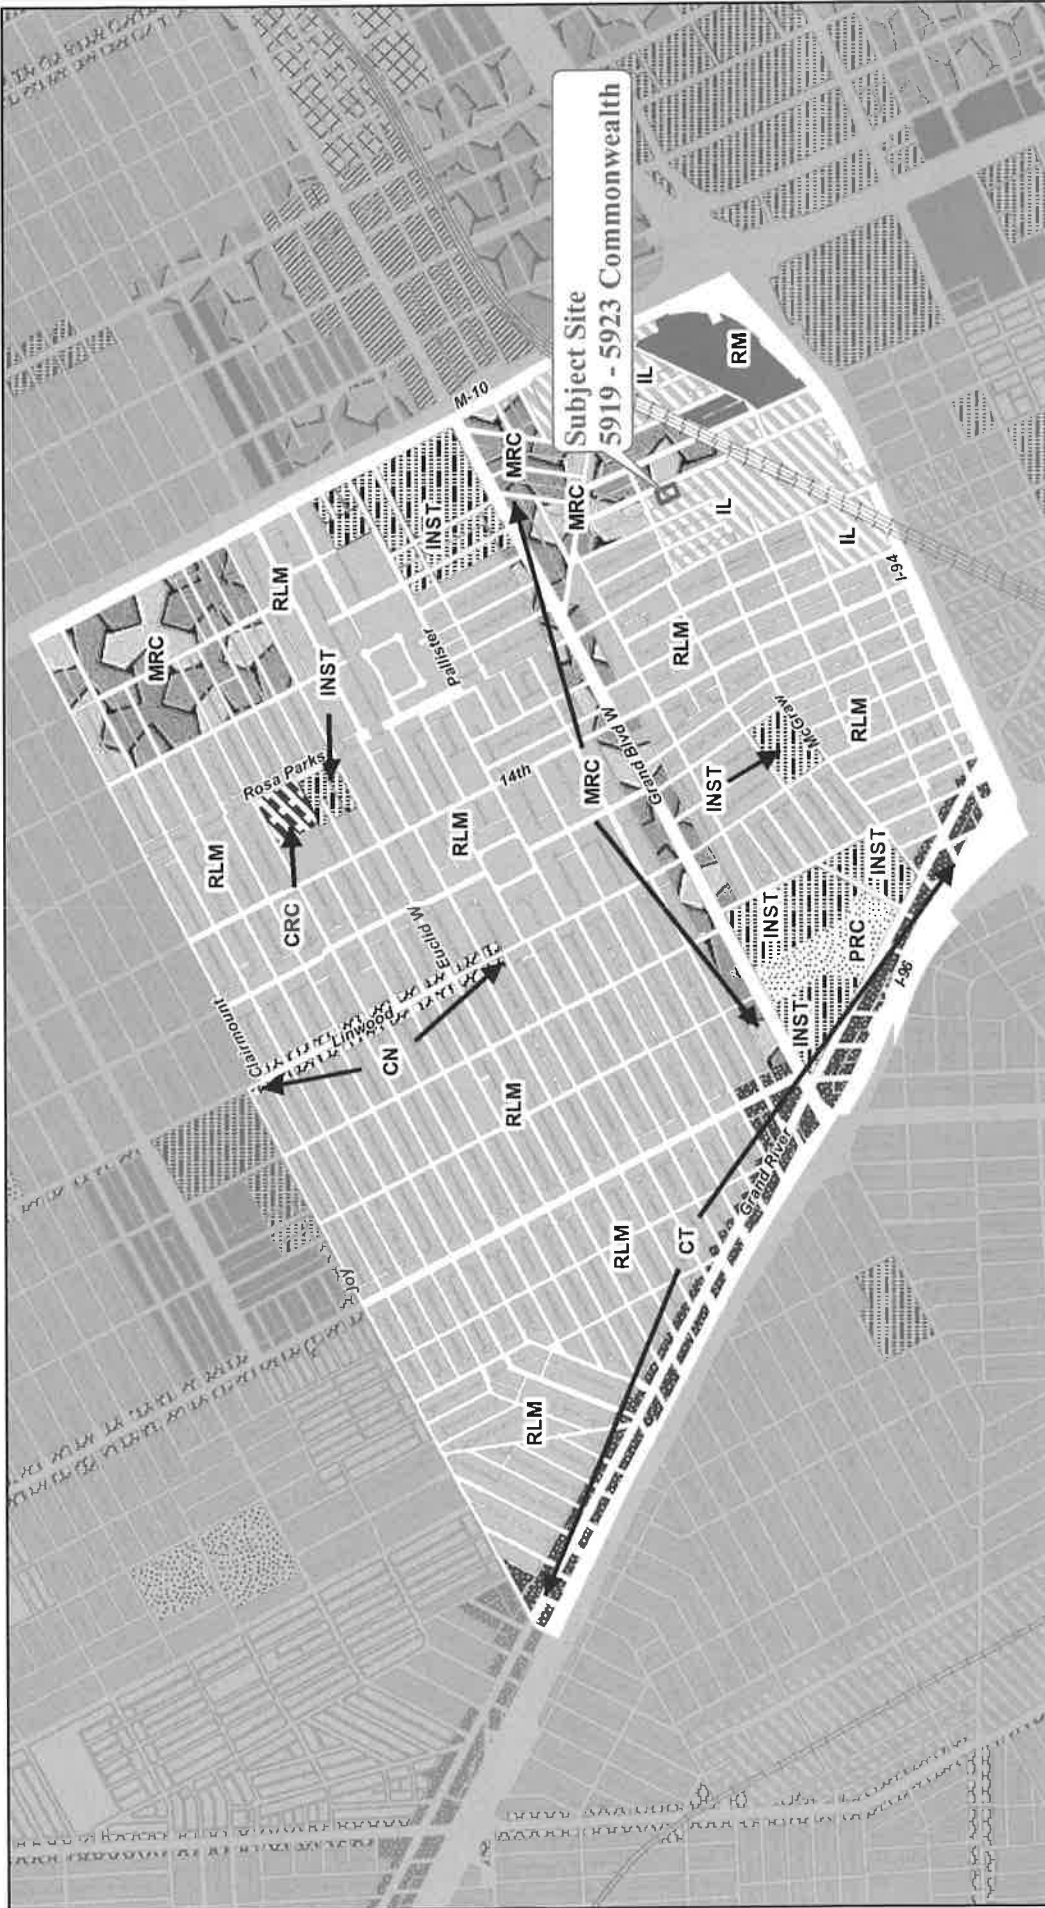 Subject Site
5919 - 5923 Commonwealth
M-10
MRC
RLM
INST
INST
Pallister
MRC
MRC
IL
RM
IL
IL
I-94
RLM
RLM
McGraw
INST
Grand Blvd W
MRC
14th
Rosa Parks
RLM
CRC
RLM
Euclid W
Clairmount
Linwood
CN
RLM
INST
INST
PRC
INST
I-96
Grand River
CT
RLM
RLM
Joy